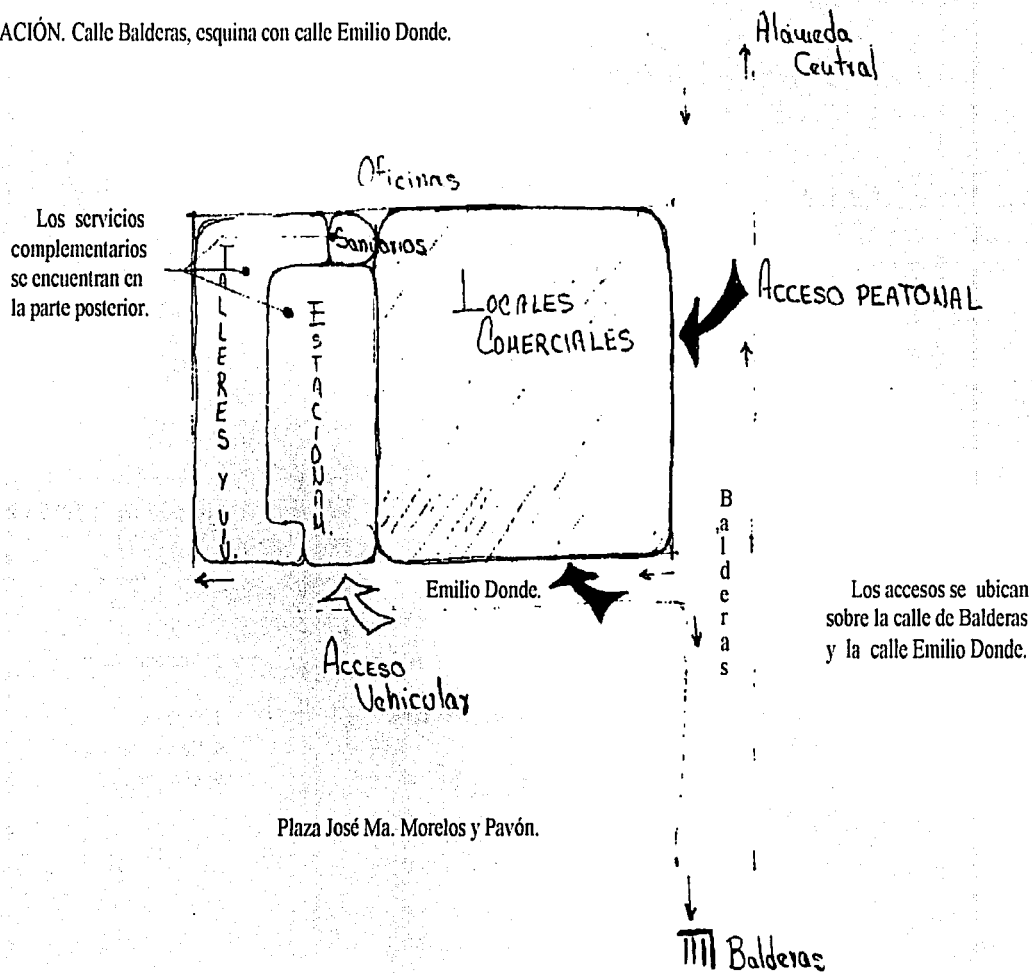 ACIÓN. Calle Balderas, esquina con calle Emilio Donde.
Alameda
Central
Oficinas
Los servicios
complementarios
se encuentran en
la parte posterior.
Sanitarios
TALLERES Y VIV.
ESTACIONAM.
LOCALES
COMERCIALES
ACCESO PEATONAL
Balderas
Emilio Donde.
Los accesos se ubican
sobre la calle de Balderas
y la calle Emilio Donde.
ACCESO
Vehicular
Plaza José Ma. Morelos y Pavón.
Balderas